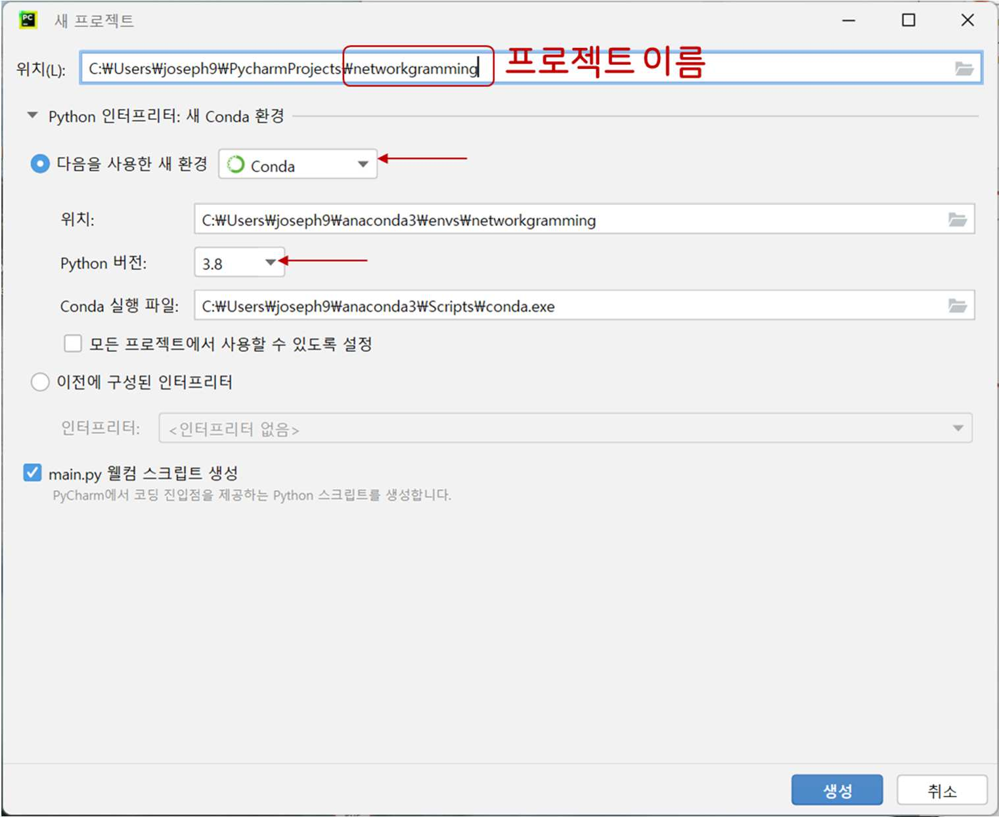 PC
새 프로젝트
위치(L): C:₩Users₩joseph9₩PycharmProjects₩networkgramming 프로젝트 이름
Python 인터프리터: 새 Conda 환경
다음을 사용한 새 환경 Conda
위치: C:₩Users₩joseph9₩anaconda3₩envs₩networkgramming
Python 버전: 3.8
Conda 실행 파일: C:₩Users₩joseph9₩anaconda3₩Scripts₩conda.exe
모든 프로젝트에서 사용할 수 있도록 설정
이전에 구성된 인터프리터
인터프리터: <인터프리터 없음>
main.py 웰컴 스크립트 생성
PyCharm에서 코딩 진입점을 제공하는 Python 스크립트를 생성합니다.
생성 취소